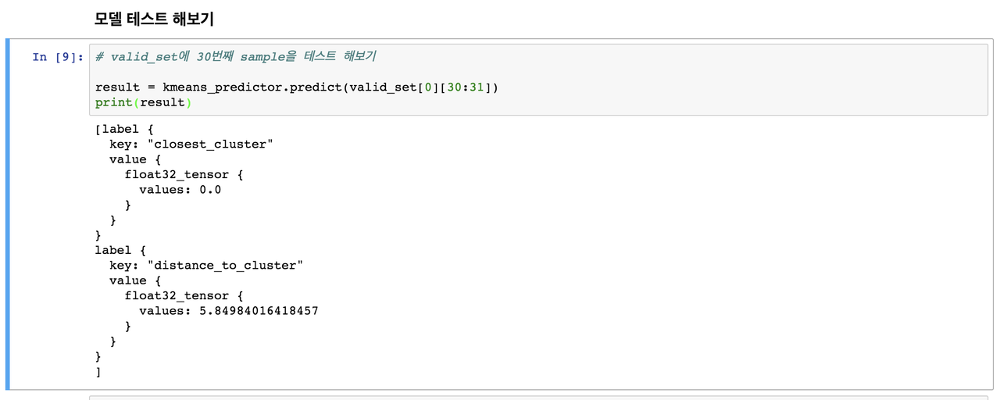 모델 테스트 해보기
In [9]: # valid_set에 30번째 sample을 테스트 해보기
result = kmeans_predictor.predict(valid_set[0][30:31])
print(result)
[label {
  key: "closest_cluster"
  value {
    float32_tensor {
      values: 0.0
    }
  }
}
label {
  key: "distance_to_cluster"
  value {
    float32_tensor {
      values: 5.84984016418457
    }
  }
}
]